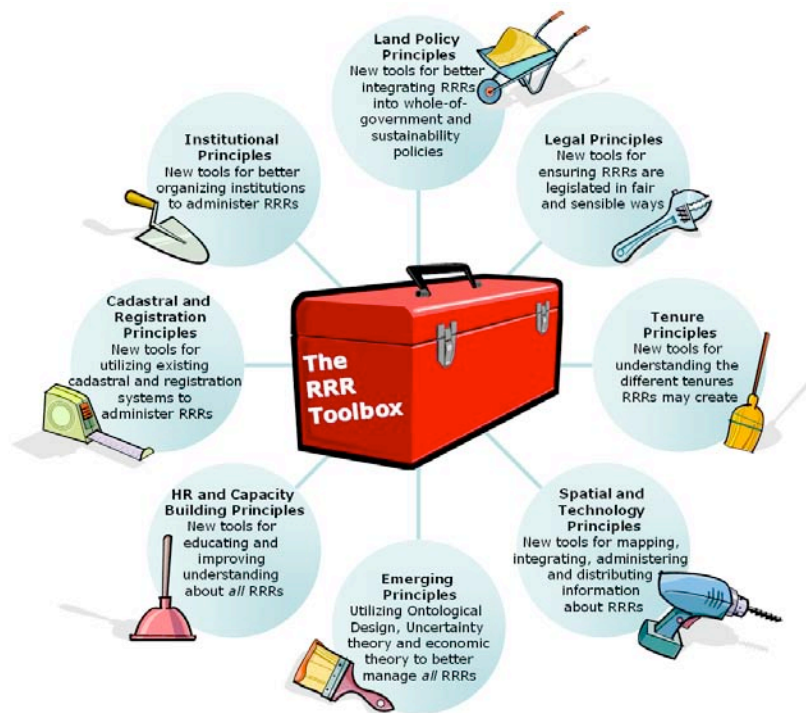 Land Policy
Principles
New tools for better
integrating RRRs
into whole-of-
government and
sustainability
policies
Legal Principles
New tools for
ensuring RRRs are
legislated in fair
and sensible ways
Tenure
Principles
New tools for
understanding the
different tenures
RRRs may create
Spatial and
Technology
Principles
New tools for mapping,
integrating, administering
and distributing
information
about RRRs
Emerging
Principles
Utilizing Ontological
Design, Uncertainty
theory and economic
theory to better
manage all RRRs
HR and Capacity
Building Principles
New tools for
educating and
improving
understanding
about all RRRs
Cadastral and
Registration
Principles
New tools for
utilizing existing
cadastral and registration
systems to
administer RRRs
Institutional
Principles
New tools for better
organizing institutions
to administer RRRs
The
RRR
Toolbox